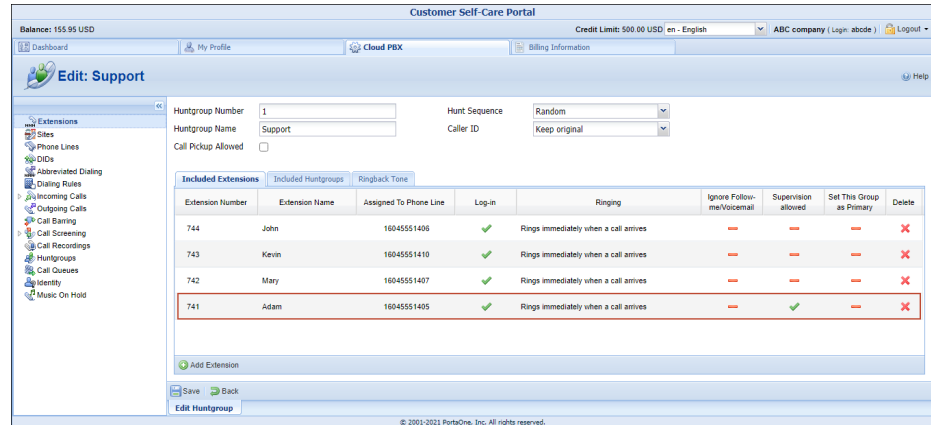 Customer Self-Care Portal
Balance: 155.95 USD
Credit Limit: 500.00 USD en - English ABC company ( Login: abcde ) Logout
Dashboard My Profile Cloud PBX Billing Information
Edit: Support Help
Extensions
Sites
Phone Lines
DIDs
Abbreviated Dialing
Dialing Rules
Incoming Calls
Outgoing Calls
Call Barring
Call Screening
Call Recordings
Huntgroups
Call Queues
Identity
Music On Hold
Huntgroup Number 1 Hunt Sequence Random
Huntgroup Name Support Caller ID Keep original
Call Pickup Allowed
Included Extensions Included Huntgroups Ringback Tone
Extension Number Extension Name Assigned To Phone Line Log-in Ringing Ignore Follow-me/Voicemail Supervision allowed Set This Group as Primary Delete
744 John 16045551406 Rings immediately when a call arrives
743 Kevin 16045551410 Rings immediately when a call arrives
742 Mary 16045551407 Rings immediately when a call arrives
741 Adam 16045551405 Rings immediately when a call arrives
Add Extension
Save Back
Edit Huntgroup
© 2001-2021 PortaOne, Inc. All rights reserved.